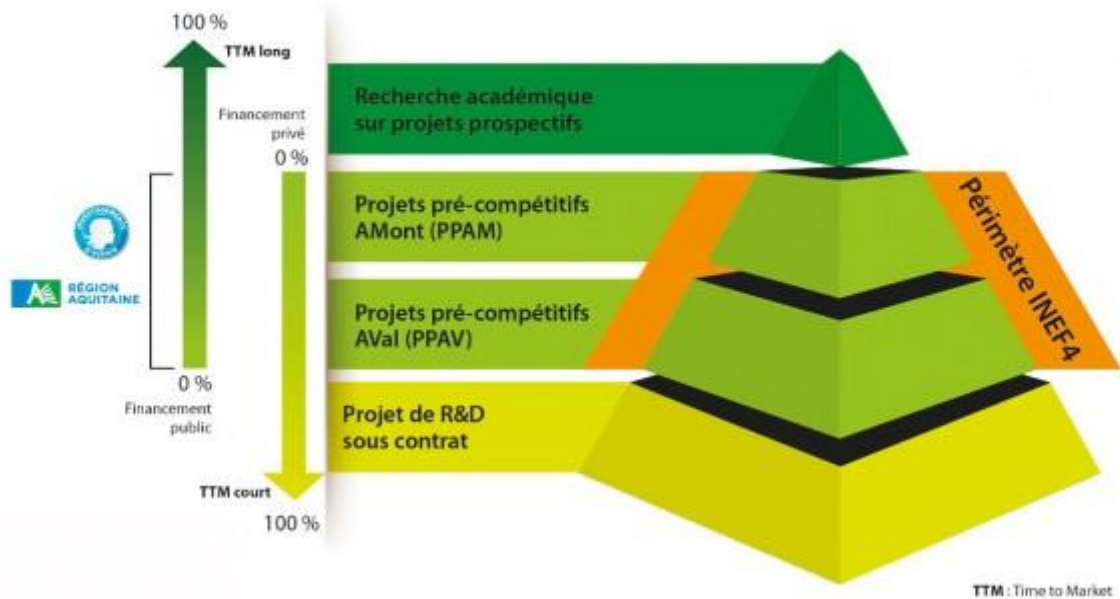 100 %
TTM long
Financement
privé
0 %
RÉGION
AQUITAINE
0 %
Financement
public
TTM court
100 %
Recherche académique
sur projets prospectifs
Projets pré-compétitifs
AMont (PPAM)
Projets pré-compétitifs
AVal (PPAV)
Projet de R&D
sous contrat
Périmètre INEF4
TTM : Time to Market